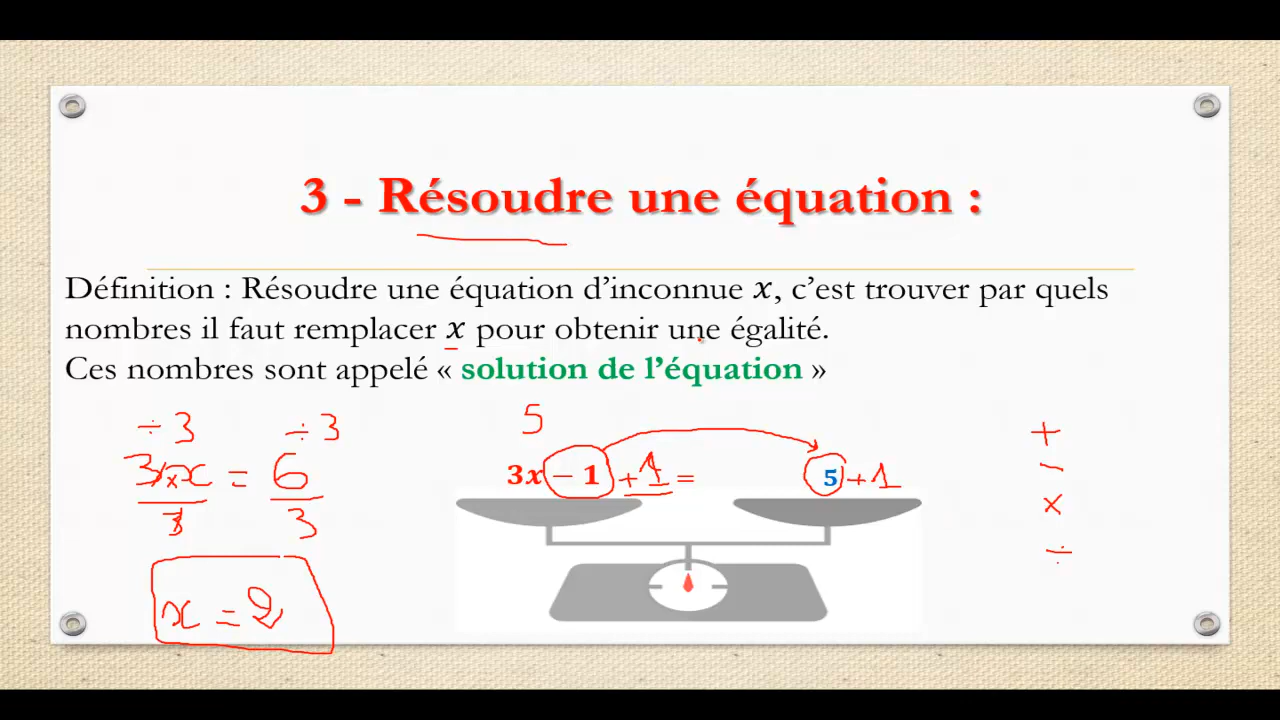 3 - Résoudre une équation :
Définition : Résoudre une équation d’inconnue x, c’est trouver par quels
nombres il faut remplacer x pour obtenir une égalité.
Ces nombres sont appelé « solution de l’équation »
÷ 3 ÷ 3
3 × x = 6
3 3
x = 2
5
3x − 1 + 1 = 5 + 1
+
−
×
÷